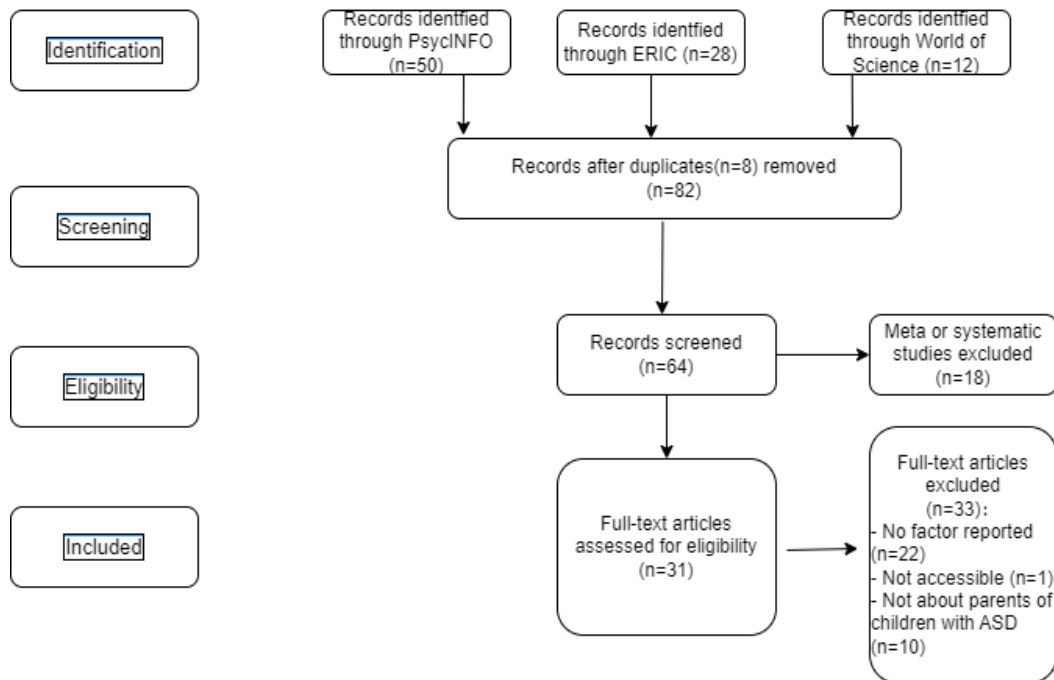 Identification
Records identfied
through PsycINFO
(n=50)
Records identfied
through ERIC (n=28)
Records identfied
through World of
Science (n=12)
Records after duplicates(n=8) removed
(n=82)
Screening
Records screened
(n=64)
Meta or systematic
studies excluded
(n=18)
Eligibility
Full-text articles
assessed for eligibility
(n=31)
Full-text articles
excluded
(n=33)：
- No factor reported
(n=22)
- Not accessible (n=1)
- Not about parents of
children with ASD
(n=10)
Included